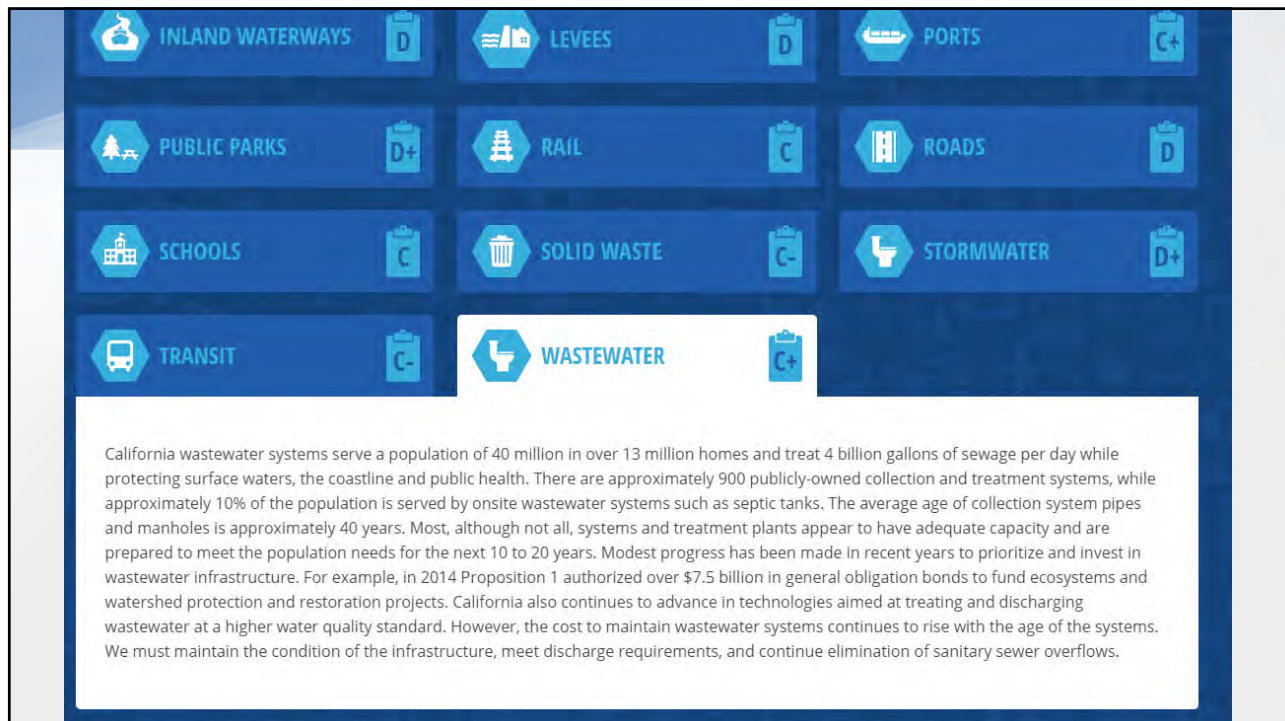 INLAND WATERWAYS D LEVEES D PORTS C+
PUBLIC PARKS D+ RAIL C ROADS D
SCHOOLS C SOLID WASTE C- STORMWATER D+
TRANSIT C- WASTEWATER C+
California wastewater systems serve a population of 40 million in over 13 million homes and treat 4 billion gallons of sewage per day while
protecting surface waters, the coastline and public health. There are approximately 900 publicly-owned collection and treatment systems, while
approximately 10% of the population is served by onsite wastewater systems such as septic tanks. The average age of collection system pipes
and manholes is approximately 40 years. Most, although not all, systems and treatment plants appear to have adequate capacity and are
prepared to meet the population needs for the next 10 to 20 years. Modest progress has been made in recent years to prioritize and invest in
wastewater infrastructure. For example, in 2014 Proposition 1 authorized over $7.5 billion in general obligation bonds to fund ecosystems and
watershed protection and restoration projects. California also continues to advance in technologies aimed at treating and discharging
wastewater at a higher water quality standard. However, the cost to maintain wastewater systems continues to rise with the age of the systems.
We must maintain the condition of the infrastructure, meet discharge requirements, and continue elimination of sanitary sewer overflows.